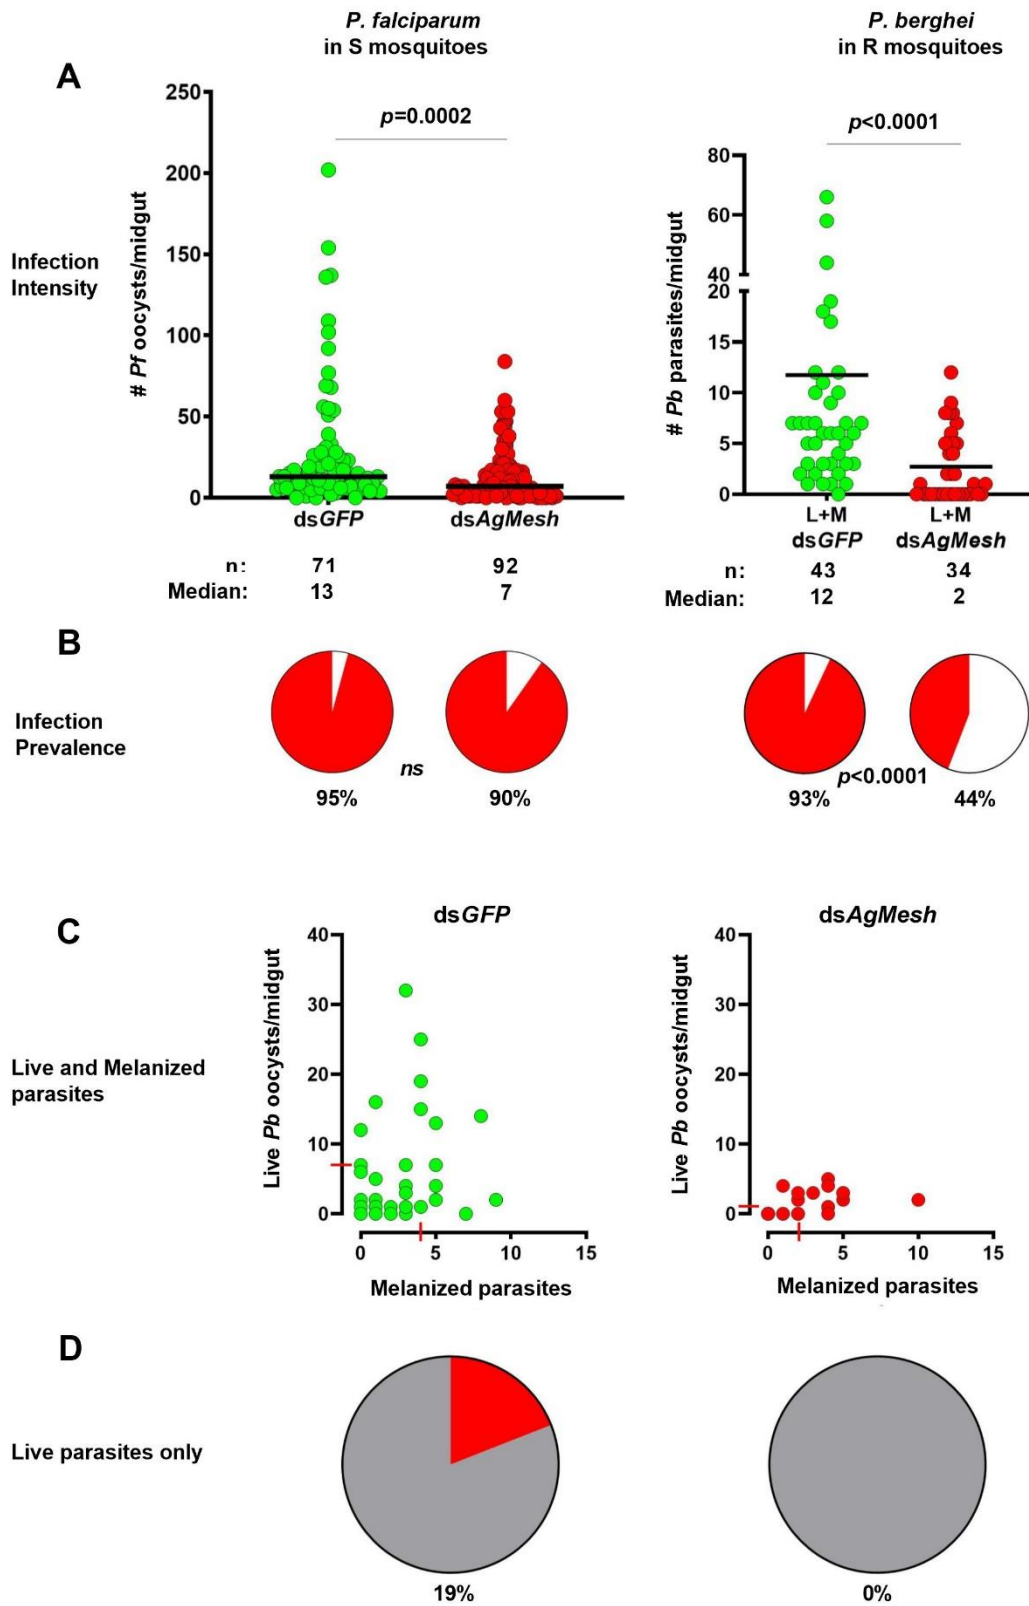 P. falciparum
in S mosquitoes
P. berghei
in R mosquitoes
A
Infection
Intensity
# Pf oocysts/midgut
250
200
150
100
50
0
p=0.0002
dsGFP
dsAgMesh
n:
71
92
Median:
13
7
# Pb parasites/midgut
80
60
40
20
15
10
5
0
p<0.0001
L+M
dsGFP
L+M
dsAgMesh
n:
43
34
Median:
12
2
B
Infection
Prevalence
95%
ns
90%
93%
p<0.0001
44%
C
Live and Melanized
parasites
dsGFP
Live Pb oocysts/midgut
40
30
20
10
0
0
5
10
15
Melanized parasites
dsAgMesh
Live Pb oocysts/midgut
40
30
20
10
0
0
5
10
15
Melanized parasites
D
Live parasites only
19%
0%